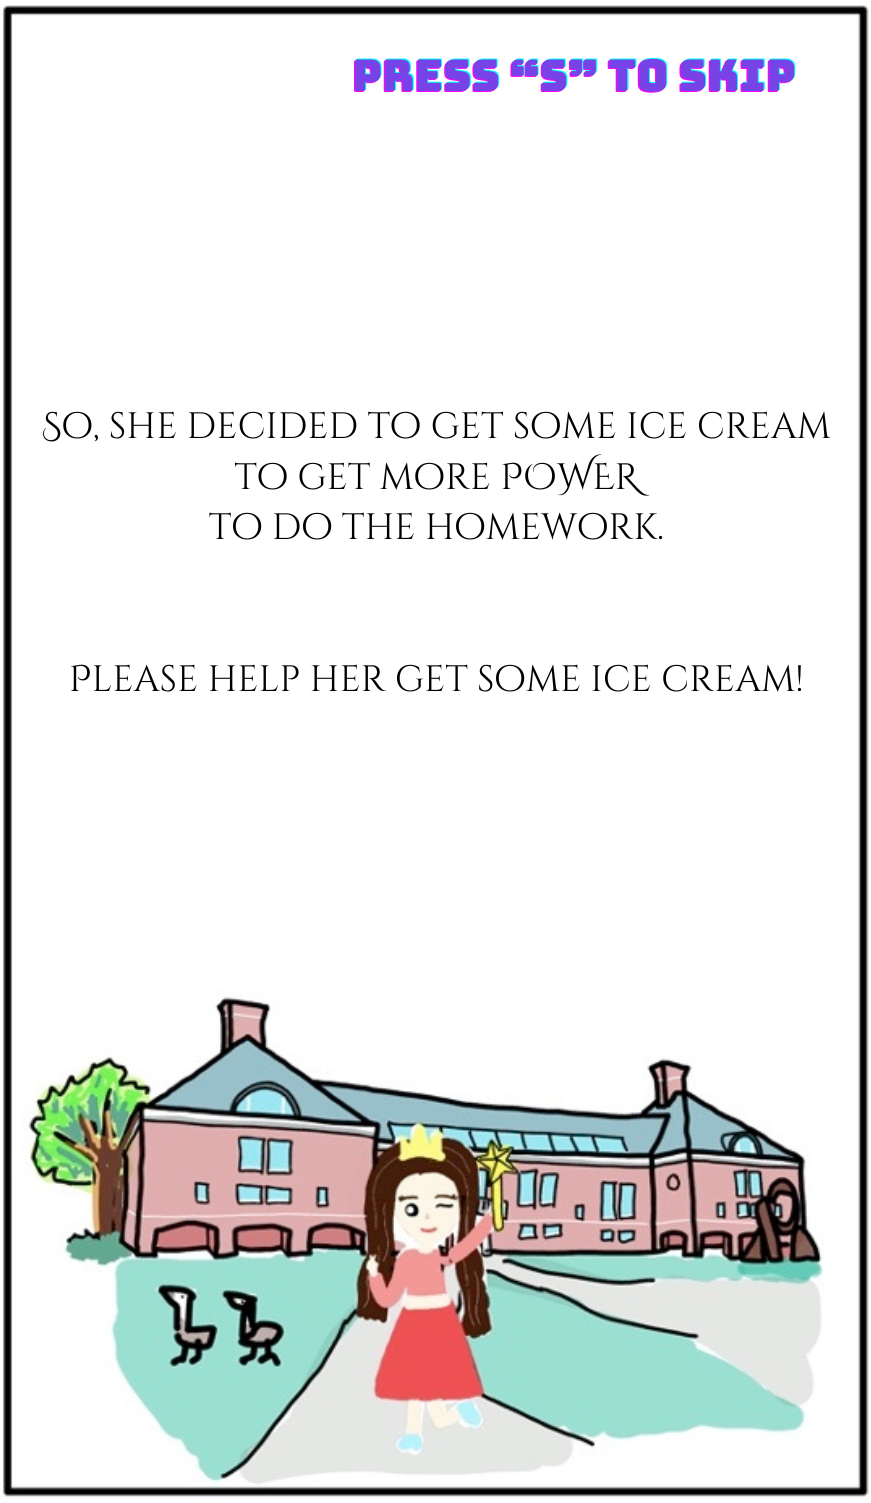 PRESS “S” TO SKIP
So, she decided to get some ice cream
to get more POWER
to do the homework.
Please help her get some ice cream!